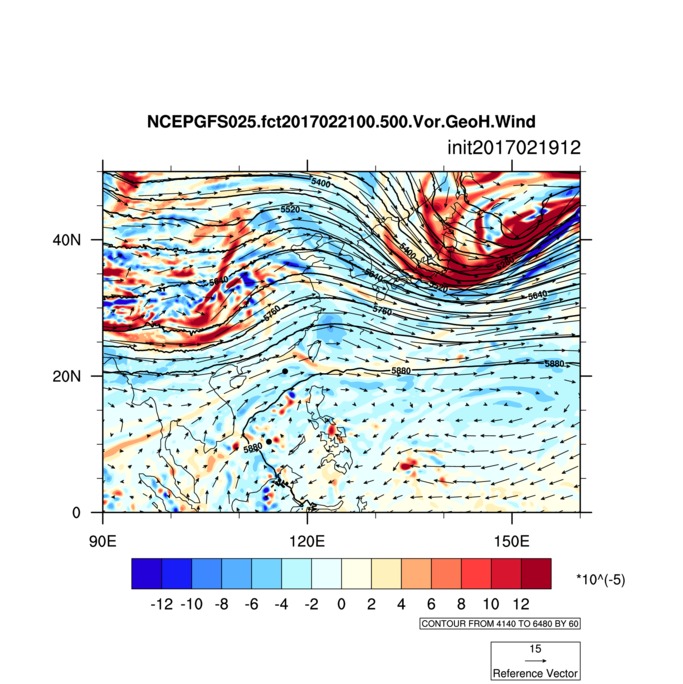 NCEPGFS025.fct2017022100.500.Vor.GeoH.Wind
init2017021912
5400
5520
40N
5400
5640
5640
5640
5760
5760
5880
5880
20N
5880
0
90E 120E 150E
-12 -10 -8 -6 -4 -2 0 2 4 6 8 10 12
*10^(-5)
CONTOUR FROM 4140 TO 6480 BY 60
15
Reference Vector